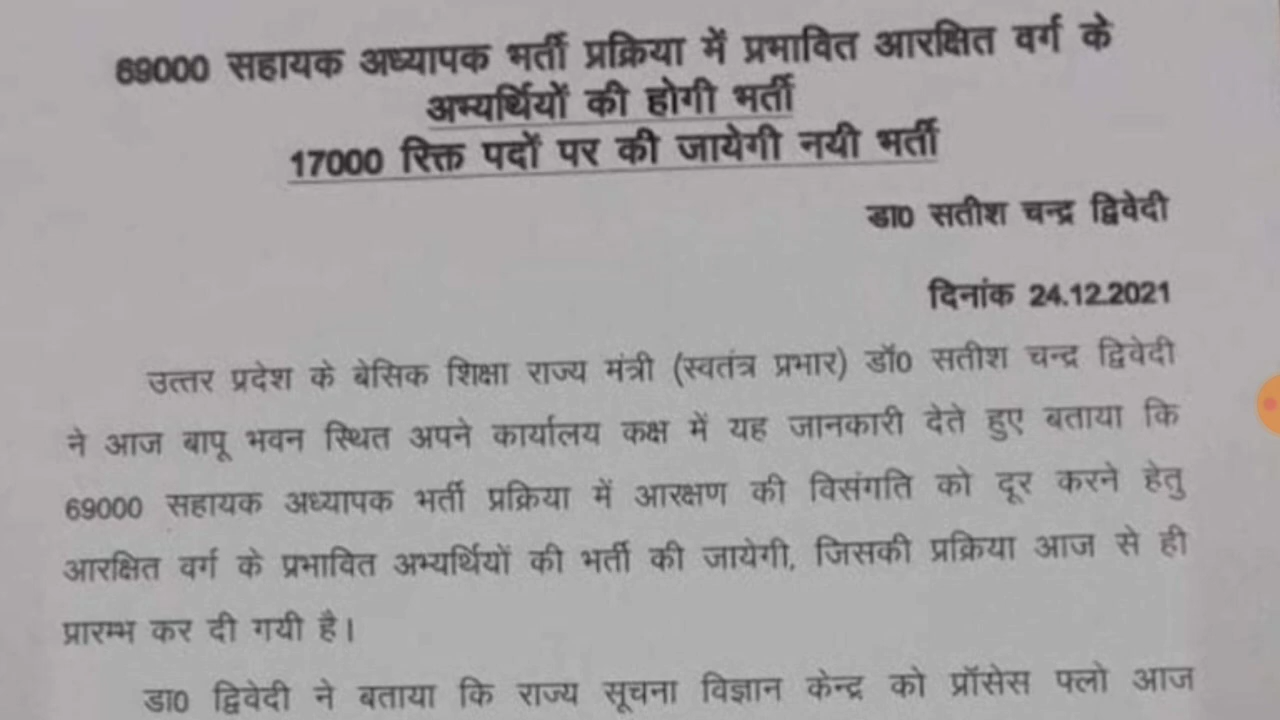 69000 सहायक अध्यापक भर्ती प्रक्रिया में प्रभावित आरक्षित वर्ग के
अभ्यर्थियों की होगी भर्ती
17000 रिक्त पदों पर की जायेगी नयी भर्ती
डा0 सतीश चन्द्र द्विवेदी
दिनांक 24.12.2021
उत्तर प्रदेश के बेसिक शिक्षा राज्य मंत्री (स्वतंत्र प्रभार) डॉ0 सतीश चन्द्र द्विवेदी
ने आज बापू भवन स्थित अपने कार्यालय कक्ष में यह जानकारी देते हुए बताया कि
69000 सहायक अध्यापक भर्ती प्रक्रिया में आरक्षण की विसंगति को दूर करने हेतु
आरक्षित वर्ग के प्रभावित अभ्यर्थियों की भर्ती की जायेगी, जिसकी प्रक्रिया आज से ही
प्रारम्भ कर दी गयी है।
डा0 द्विवेदी ने बताया कि राज्य सूचना विज्ञान केन्द्र को प्रॉसेस फ्लो आज